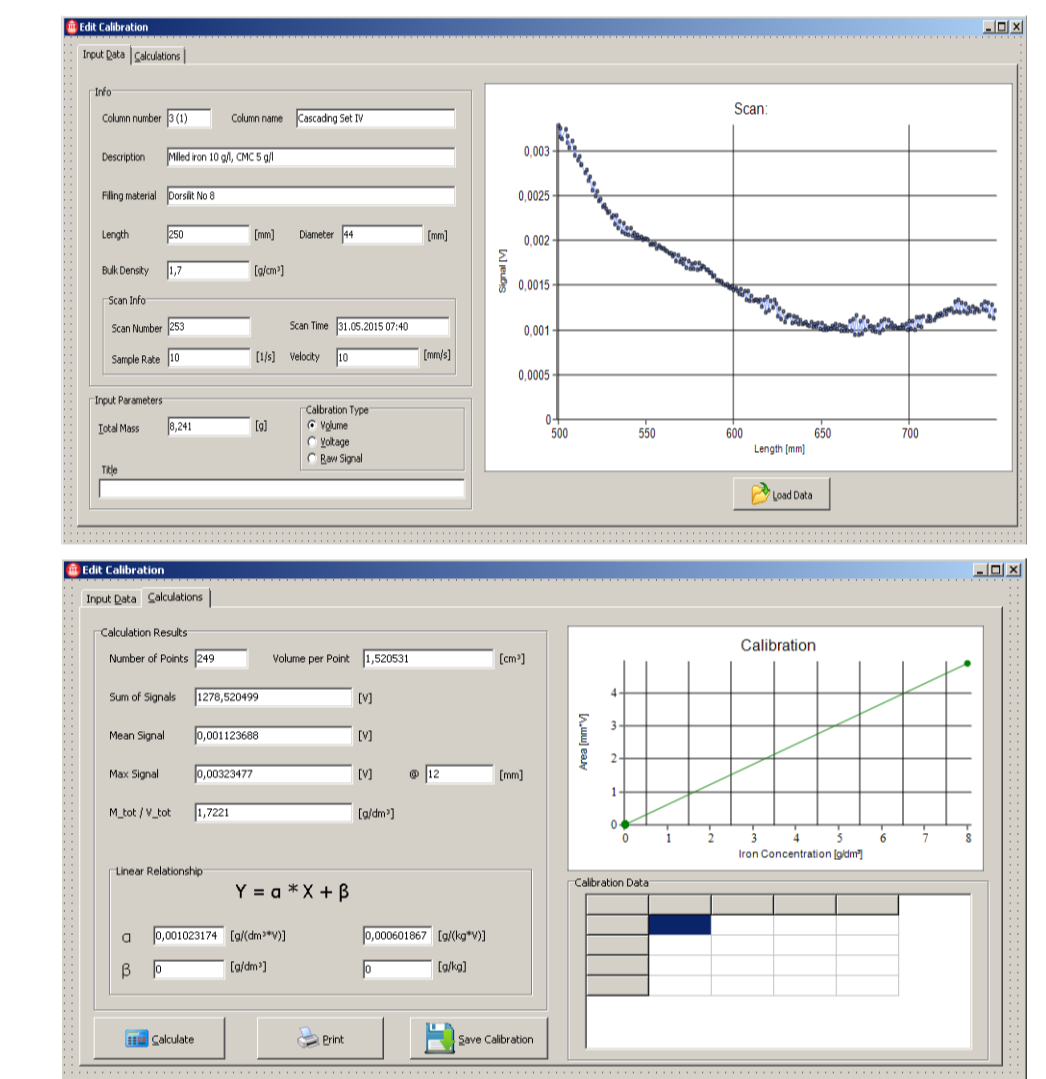 Edit Calibration
Input Data Calculations
Info
Column number 3 (1) Column name Cascading Set IV
Description Milled iron 10 g/l, CMC 5 g/l
Filling material Dorsilit No 8
Length 250 [mm] Diameter 44 [mm]
Bulk Density 1,7 [g/cm³]
Scan Info
Scan Number 253 Scan Time 31.05.2015 07:40
Sample Rate 10 [1/s] Velocity 10 [mm/s]
Input Parameters
Total Mass 8,241 [g]
Calibration Type
Volume
Voltage
Raw Signal
Title
Scan:
Signal [V]
0,003
0,0025
0,002
0,0015
0,001
0,0005
0
500 550 600 650 700
Length [mm]
Load Data
Edit Calibration
Input Data Calculations
Calculation Results
Number of Points 249 Volume per Point 1,520531 [cm³]
Sum of Signals 1278,520499 [V]
Mean Signal 0,001123688 [V]
Max Signal 0,00323477 [V] @ 12 [mm]
M_tot / V_tot 1,7221 [g/dm³]
Linear Relationship
Y = α * X + β
α 0,001023174 [g/(dm³*V)] 0,000601867 [g/(kg*V)]
β 0 [g/dm³] 0 [g/kg]
Calculate Print Save Calibration
Calibration
Area [mm*V]
4
3
2
1
0
0 1 2 3 4 5 6 7 8
Iron Concentration [g/dm³]
Calibration Data